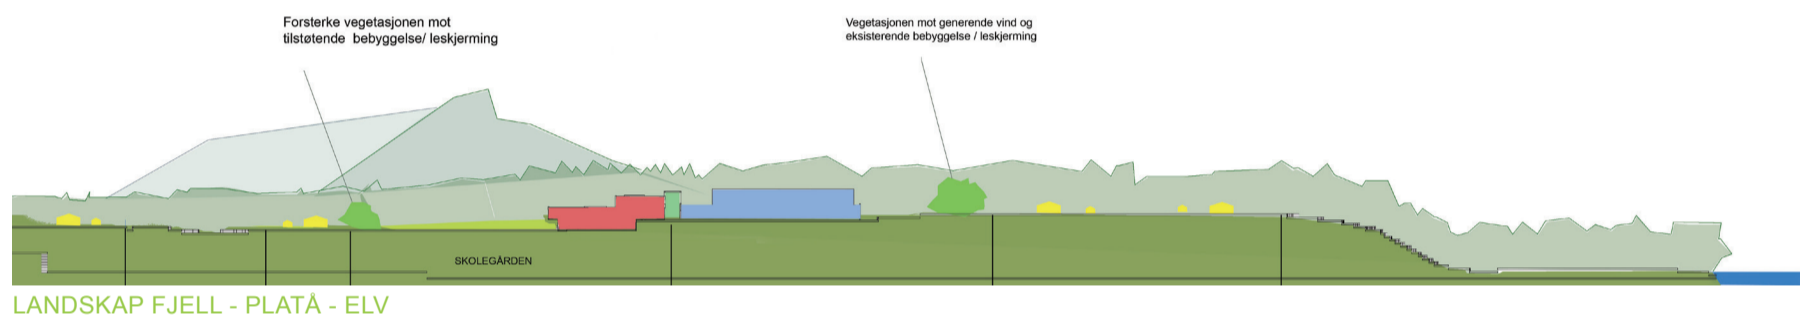 Forsterke vegetasjonen mot
tilstøtende bebyggelse/ leskjerming
Vegetasjonen mot generende vind og
eksisterende bebyggelse / leskjerming
SKOLEGÅRDEN
LANDSKAP FJELL - PLATÅ - ELV